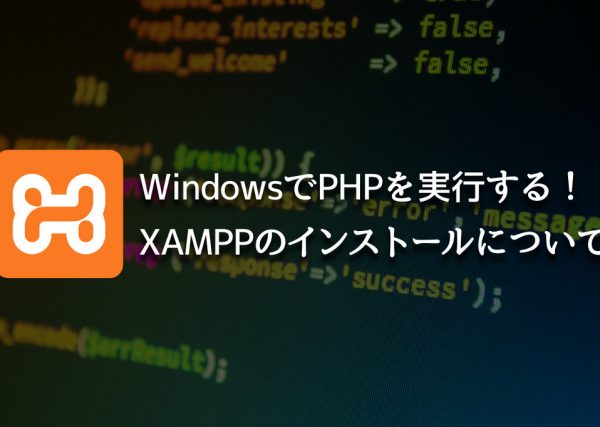 'update_existing' => true,
'replace_interests' => false,
'send_welcome' => false,
));
$result)) {
WindowsでPHPを実行する！
'error', 'message
XAMPPのインストールについて
'response'=>'success');
_encode($arrResult);